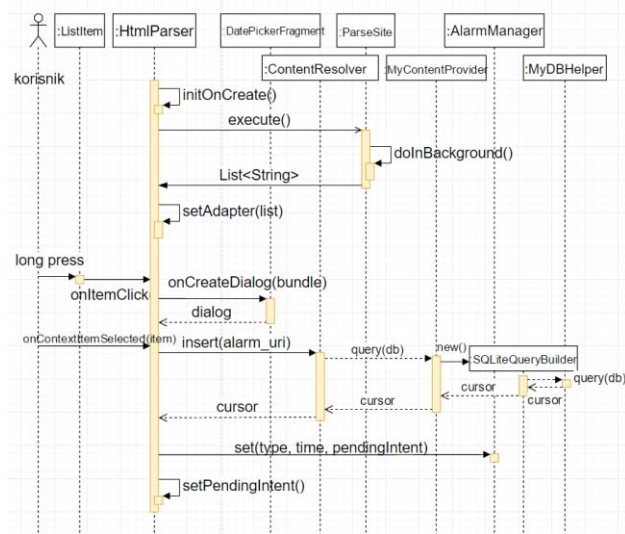 :ListItem
:HtmlParser
:DatePickerFragment
:ParseSite
:AlarmManager
:ContentResolver
:MyContentProvider
:MyDBHelper
korisnik
initOnCreate()
execute()
doInBackground()
List<String>
setAdapter(list)
long press
onCreateDialog(bundle)
onItemClick
dialog
onContextItemSelected(item)
insert(alarm_uri)
query(db)
new()
SQLiteQueryBuilder
query(db)
cursor
cursor
cursor
cursor
set(type, time, pendingIntent)
setPendingIntent()